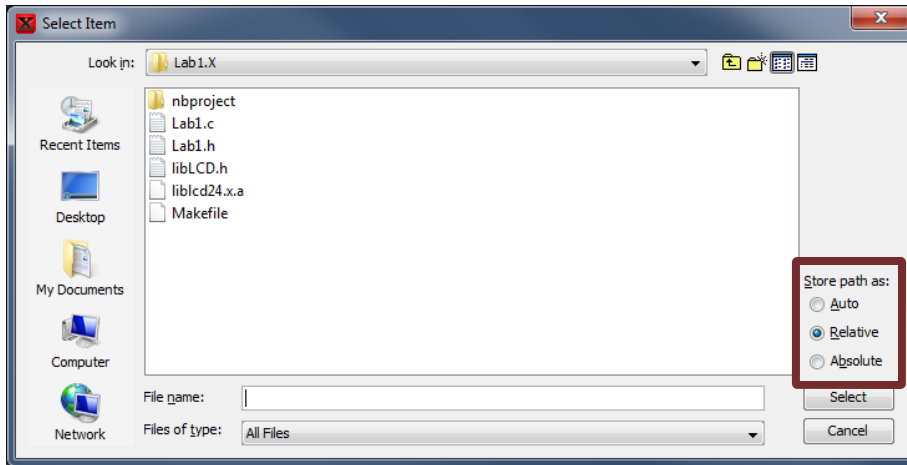 Select Item
Look in:
Lab1.X
Recent Items
Desktop
My Documents
Computer
Network
nbproject
Lab1.c
Lab1.h
libLCD.h
liblcd24.x.a
Makefile
Store path as:
Auto
Relative
Absolute
File name:
Select
Files of type:
All Files
Cancel